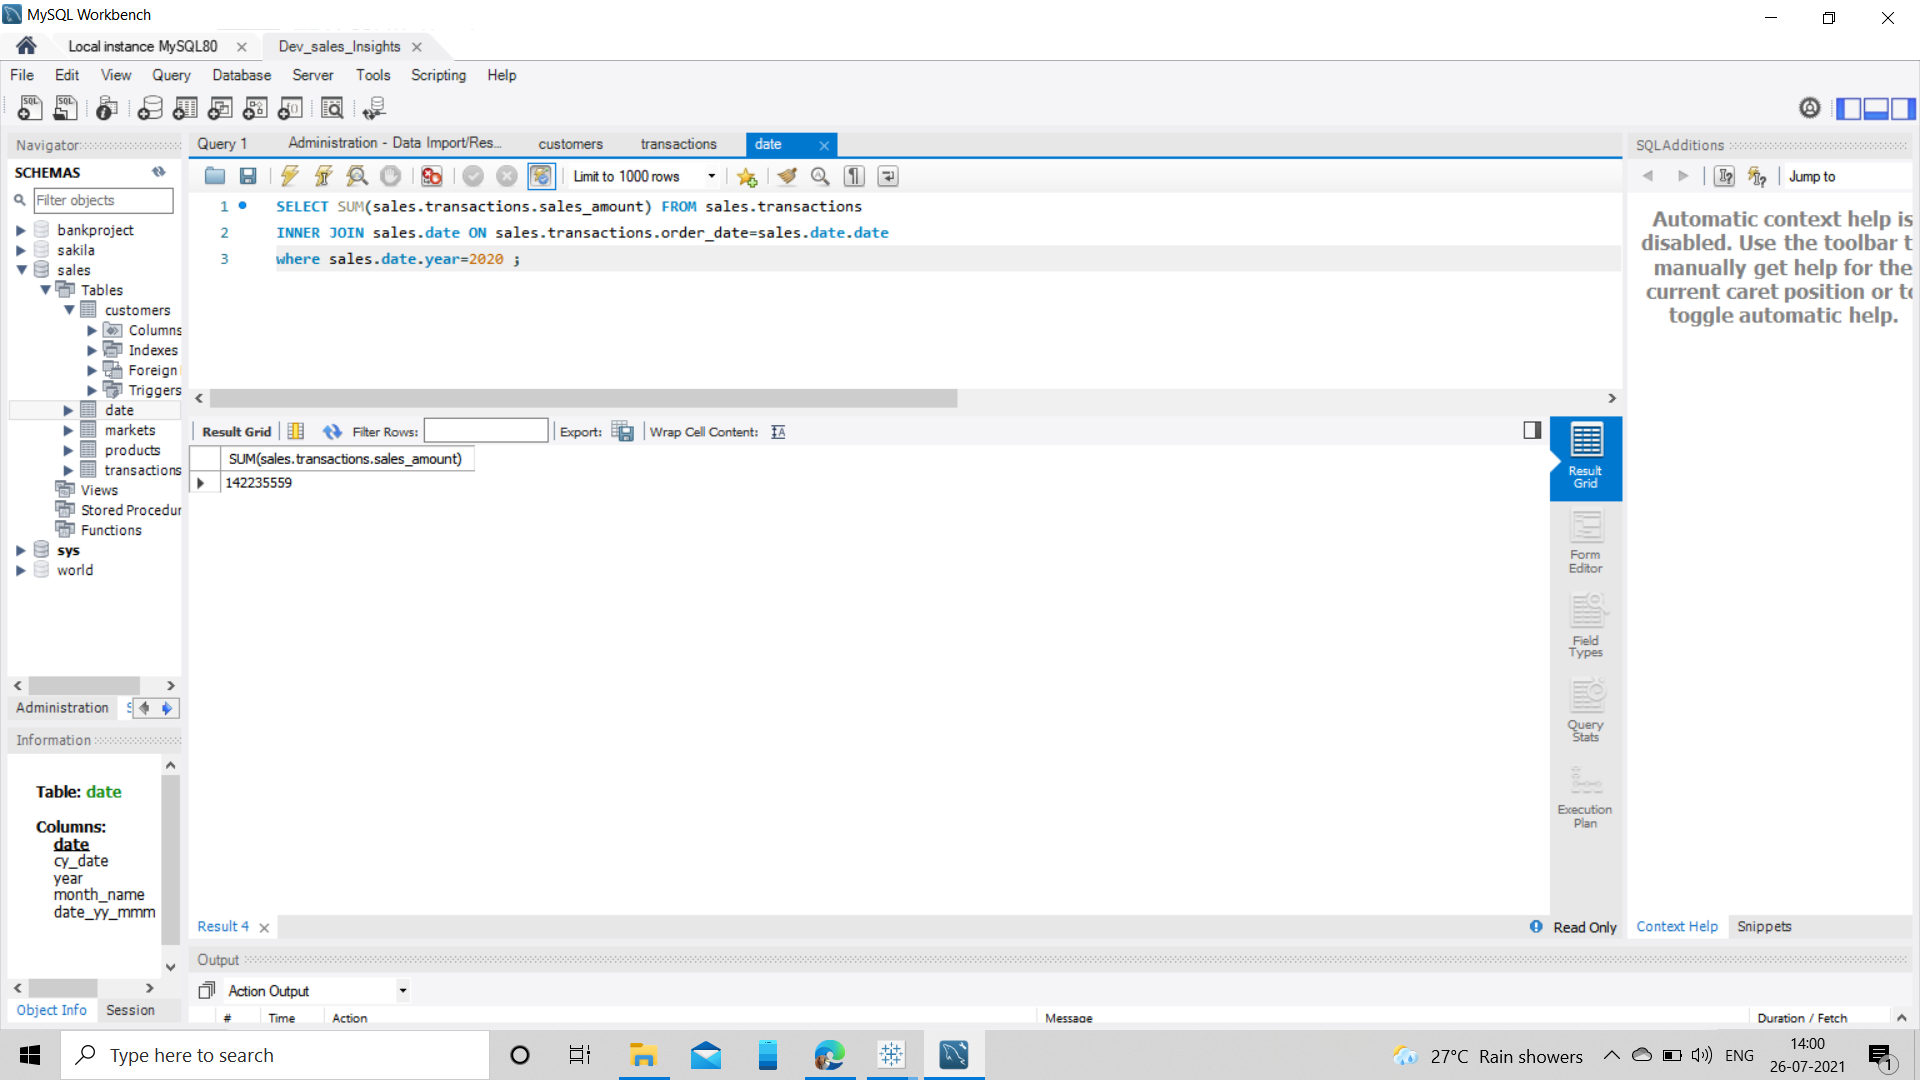 MySQL Workbench
Local instance MySQL80
Dev_sales_Insights
File Edit View Query Database Server Tools Scripting Help
Navigator
SCHEMAS
Filter objects
bankproject
sakila
sales
Tables
customers
Columns
Indexes
Foreign
Triggers
date
markets
products
transactions
Views
Stored Procedur
Functions
sys
world
Administration
Information
Table: date
Columns:
date
cy_date
year
month_name
date_yy_mmm
Object Info Session
Query 1 Administration - Data Import/Res... customers transactions date
Limit to 1000 rows
1 SELECT SUM(sales.transactions.sales_amount) FROM sales.transactions
2 INNER JOIN sales.date ON sales.transactions.order_date=sales.date.date
3 where sales.date.year=2020 ;
Result Grid Filter Rows: Export: Wrap Cell Content:
SUM(sales.transactions.sales_amount)
142235559
Result
Grid
Form
Editor
Field
Types
Query
Stats
Execution
Plan
Result 4
Read Only
Output
Action Output
# Time Action Message Duration / Fetch
SQLAdditions
Jump to
Automatic context help is
disabled. Use the toolbar t
manually get help for the
current caret position or to
toggle automatic help.
Context Help Snippets
Type here to search
27°C Rain showers
ENG
14:00
26-07-2021
1